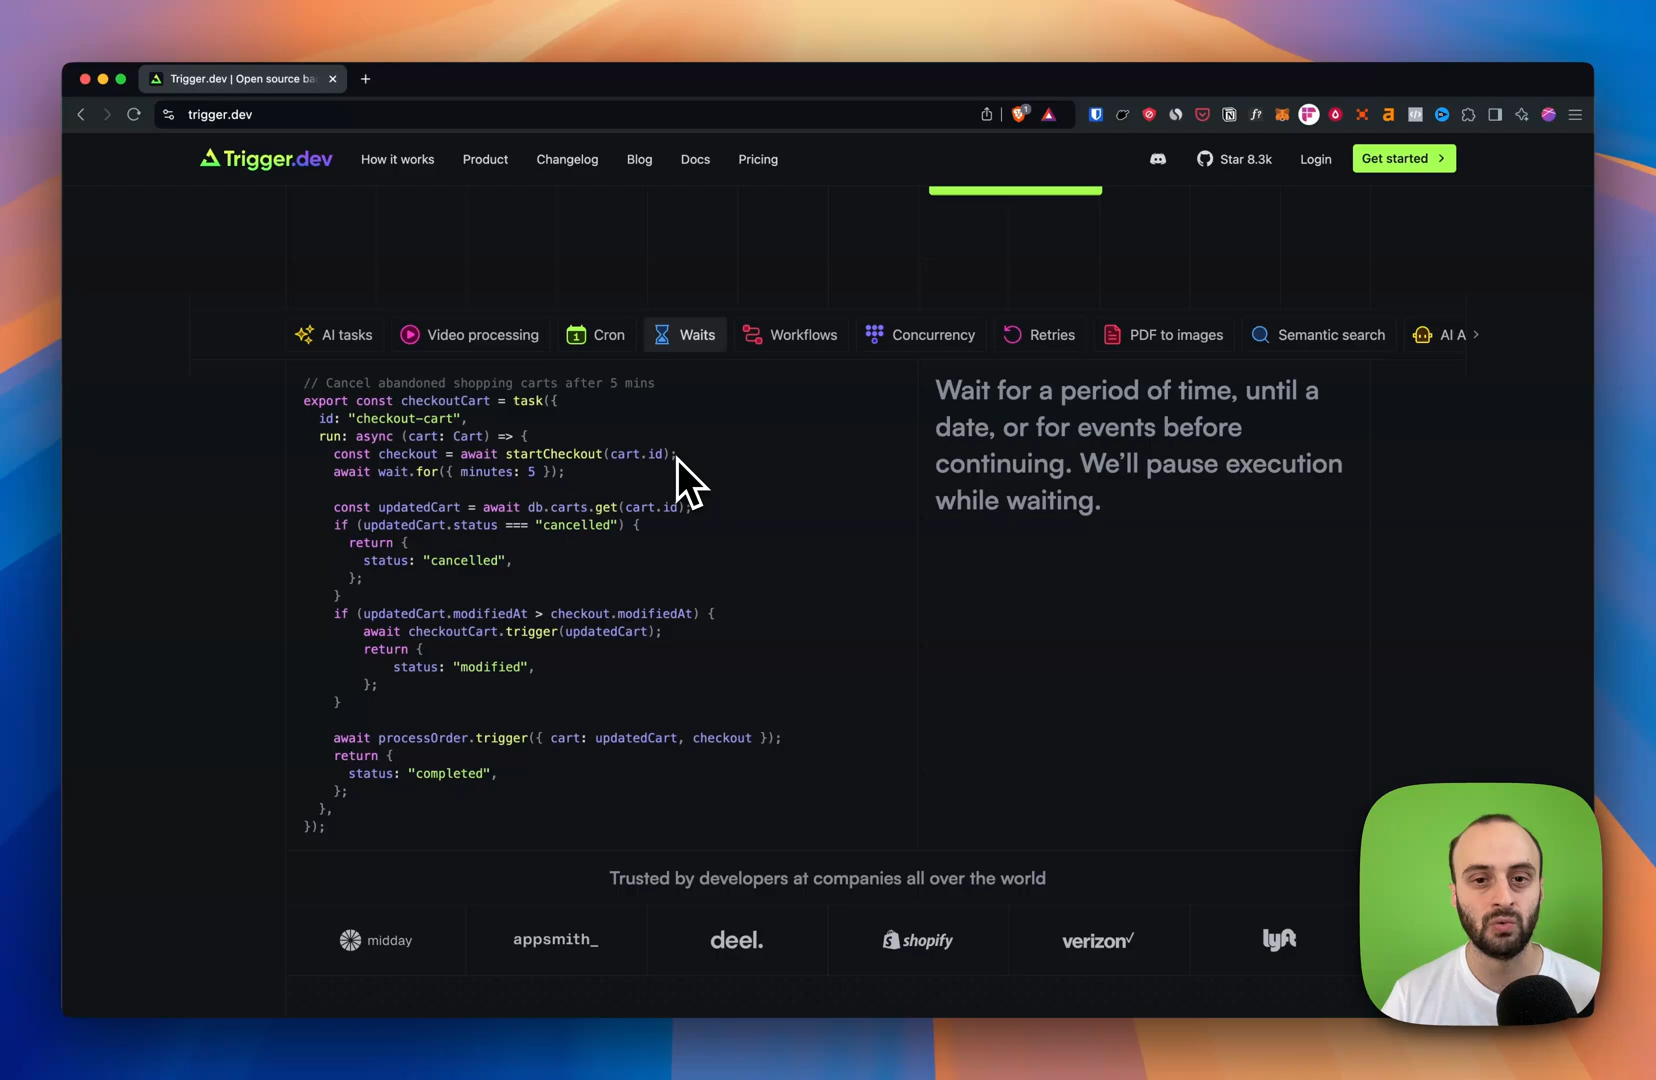 Trigger.dev | Open source ba
trigger.dev
1
Trigger.dev
How it works
Product
Changelog
Blog
Docs
Pricing
Star 8.3k
Login
Get started
AI tasks
Video processing
1
Cron
Waits
Workflows
Concurrency
Retries
PDF to images
Semantic search
AI A
// Cancel abandoned shopping carts after 5 mins
export const checkoutCart = task({
id: "checkout-cart",
run: async (cart: Cart) => {
const checkout = await startCheckout(cart.id);
await wait.for({ minutes: 5 });
const updatedCart = await db.carts.get(cart.id);
if (updatedCart.status === "cancelled") {
return {
status: "cancelled",
};
}
if (updatedCart.modifiedAt > checkout.modifiedAt) {
await checkoutCart.trigger(updatedCart);
return {
status: "modified",
};
}
await processOrder.trigger({ cart: updatedCart, checkout });
return {
status: "completed",
};
},
});
Wait for a period of time, until a
date, or for events before
continuing. We’ll pause execution
while waiting.
Trusted by developers at companies all over the world
midday
appsmith_
deel.
shopify
verizon✓
lyft